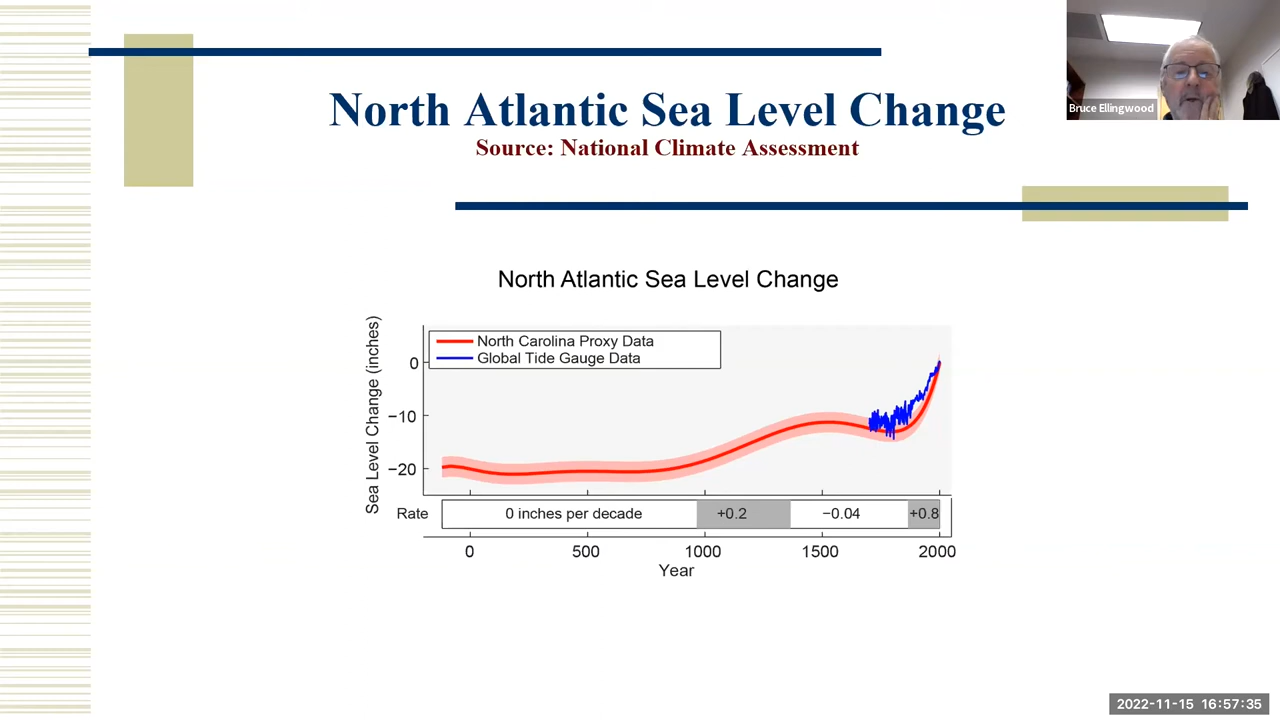 North Atlantic Sea Level Change
Source: National Climate Assessment
Bruce Ellingwood
North Atlantic Sea Level Change
North Carolina Proxy Data
Global Tide Gauge Data
Sea Level Change (inches)
0
−10
−20
Rate 0 inches per decade +0.2 −0.04 +0.8
0 500 1000 1500 2000
Year
2022-11-15 16:57:35